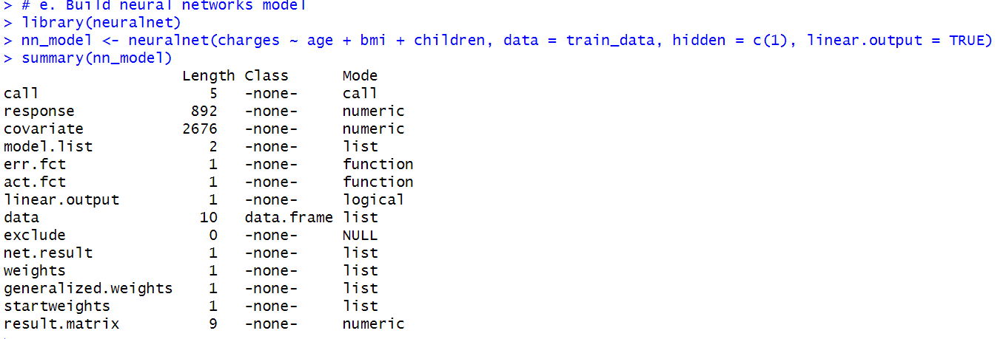 > # e. Build neural networks model
> library(neuralnet)
> nn_model <- neuralnet(charges ~ age + bmi + children, data = train_data, hidden = c(1), linear.output = TRUE)
> summary(nn_model)
                    Length Class      Mode
call                   5   -none-     call
response             892   -none-     numeric
covariate           2676   -none-     numeric
model.list             2   -none-     list
err.fct                1   -none-     function
act.fct                1   -none-     function
linear.output          1   -none-     logical
data                  10   data.frame list
exclude                0   -none-     NULL
net.result             1   -none-     list
weights                1   -none-     list
generalized.weights    1   -none-     list
startweights           1   -none-     list
result.matrix          9   -none-     numeric